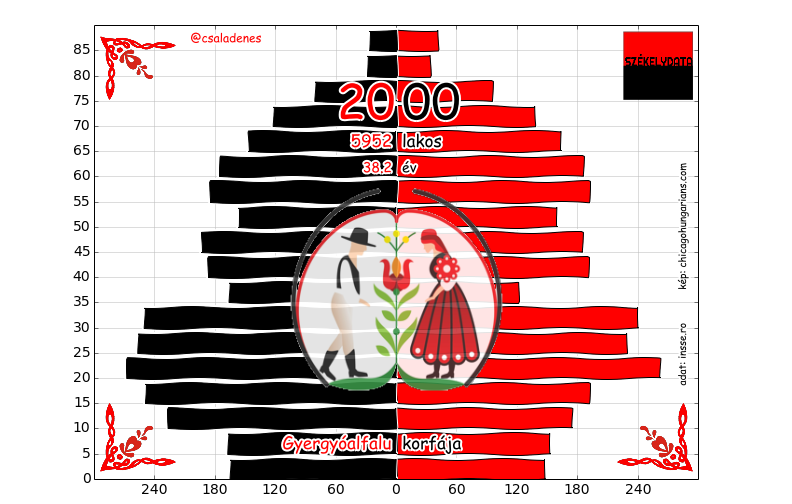 @csaladenes
SZÉKELYDATA
2000
5952 lakos
38,2 év
kép: chicagohungarians.com
adat: insse.ro
Gyergyóalfalu korfája
85
80
75
70
65
60
55
50
45
40
35
30
25
20
15
10
5
0
240 180 120 60 0 60 120 180 240